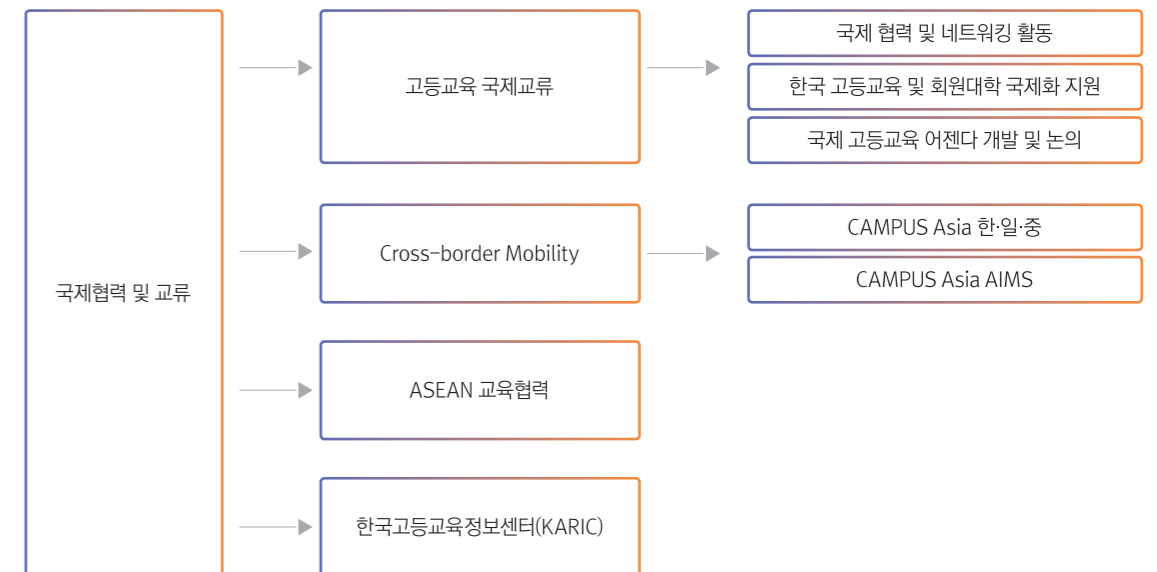 국제협력 및 교류
고등교육 국제교류
국제 협력 및 네트워킹 활동
한국 고등교육 및 회원대학 국제화 지원
국제 고등교육 어젠다 개발 및 논의
Cross-border Mobility
CAMPUS Asia 한·일·중
CAMPUS Asia AIMS
ASEAN 교육협력
한국고등교육정보센터(KARIC)